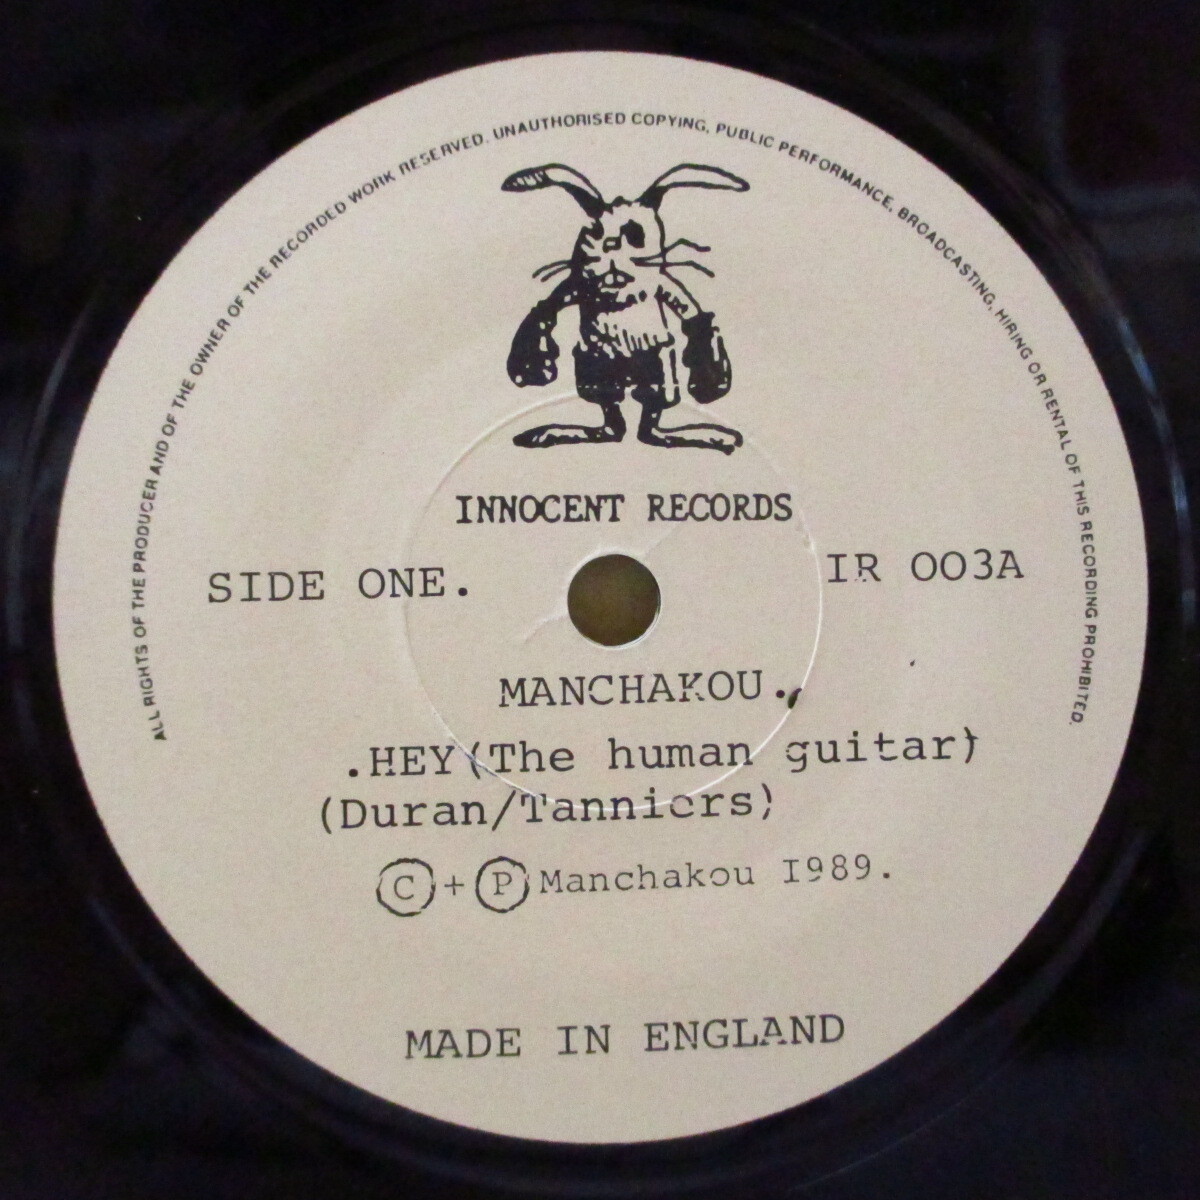 ALL RIGHTS OF THE PRODUCER AND OF THE OWNER OF THE RECORDED WORK RESERVED. UNAUTHORISED COPYING, PUBLIC PERFORMANCE, BROADCASTING, HIRING OR RENTAL OF THIS RECORDING PROHIBITED.
INNOCENT RECORDS
SIDE ONE. IR OO3A
MANCHAKOU.
.HEY(The human guitar)
(Duran/Tanniers)
Ⓒ+Ⓟ Manchakou I989.
MADE IN ENGLAND